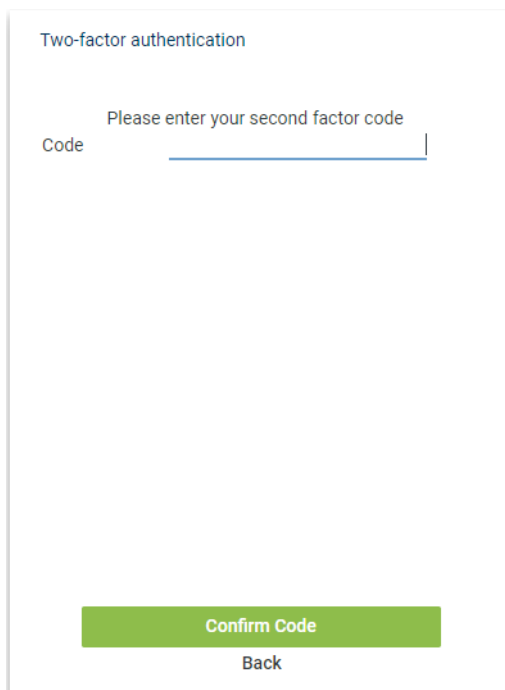 Two-factor authentication
Please enter your second factor code
Code
Confirm Code
Back